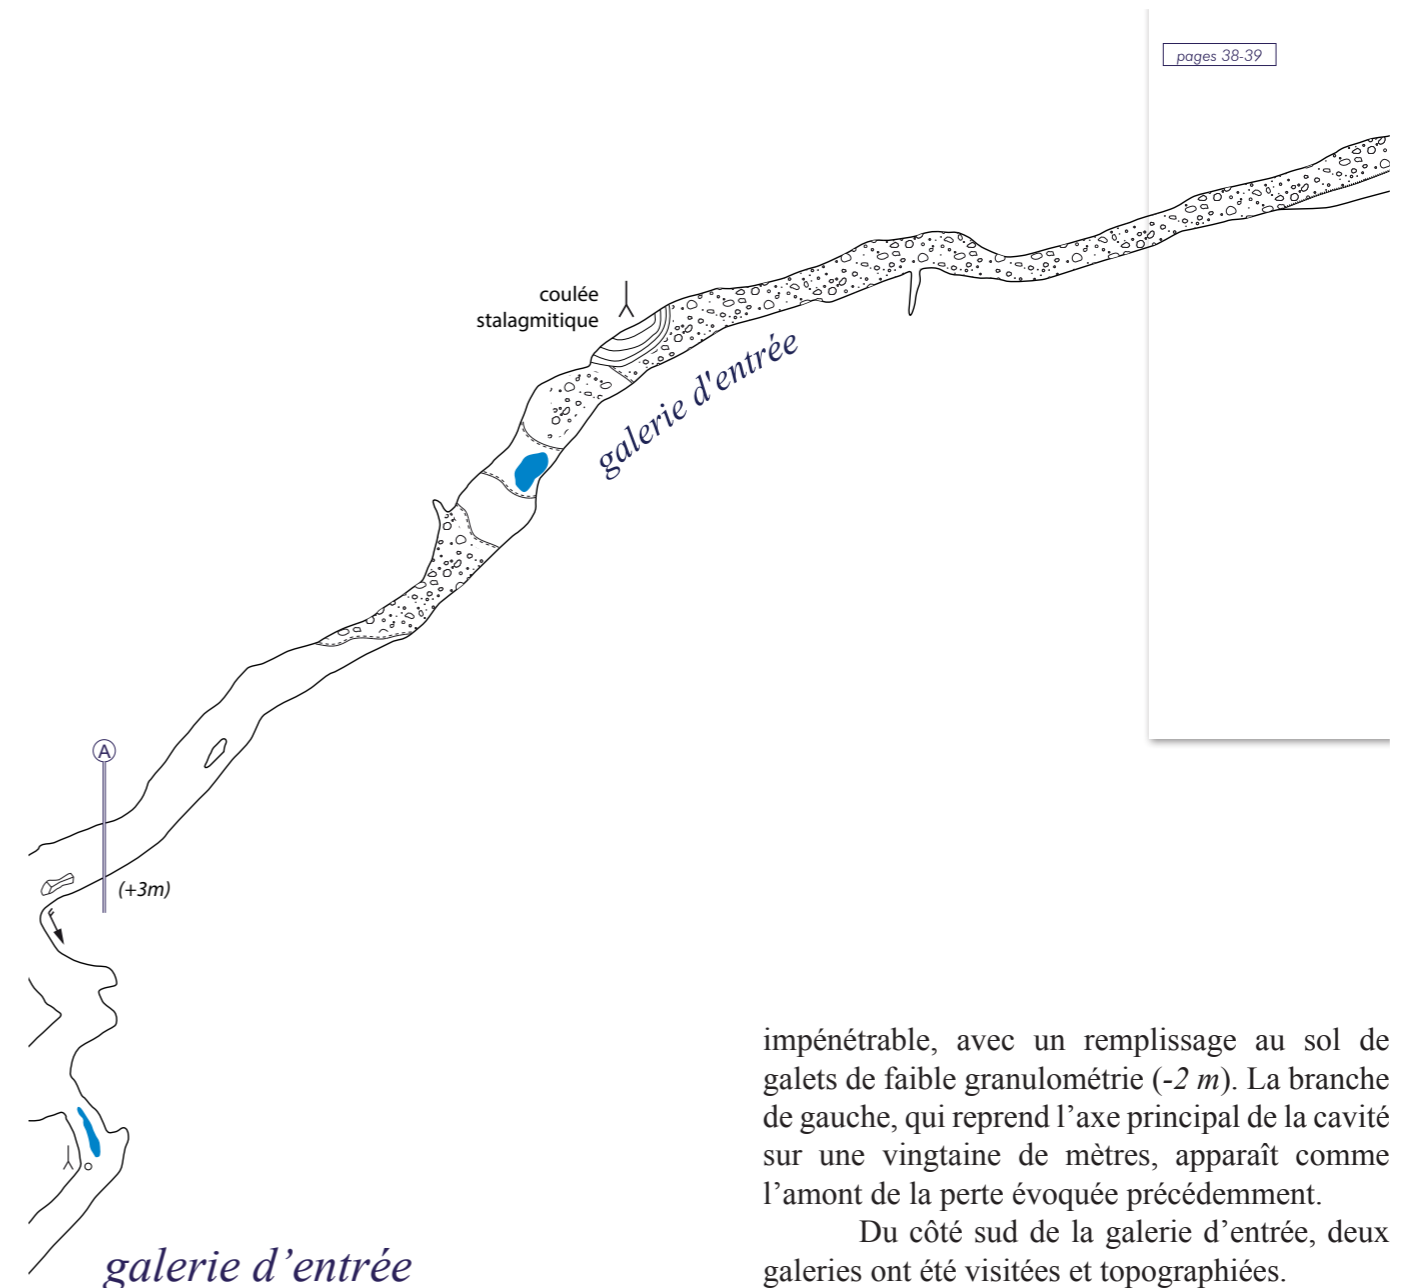 pages 38-39
coulée
stalagmitique
galerie d'entrée
A
(+3m)
impénétrable, avec un remplissage au sol de
galets de faible granulométrie (-2 m). La branche
de gauche, qui reprend l’axe principal de la cavité
sur une vingtaine de mètres, apparaît comme
l’amont de la perte évoquée précédemment.
Du côté sud de la galerie d’entrée, deux
galeries ont été visitées et topographiées.
galerie d’entrée